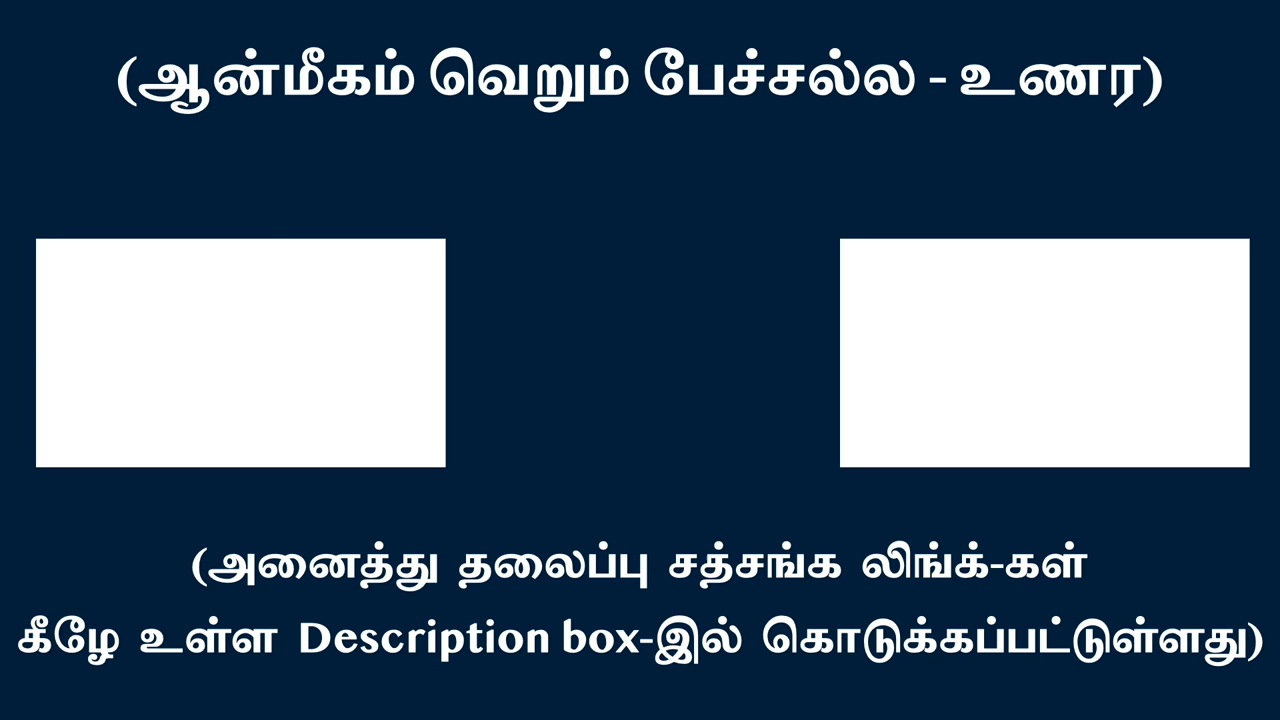 (ஆன்மீகம் வெறும் பேச்சல்ல - உணர)
(அனைத்து தலைப்பு சத்சங்க லிங்க்-கள்
கீழே உள்ள Description box-இல் கொடுக்கப்பட்டுள்ளது)